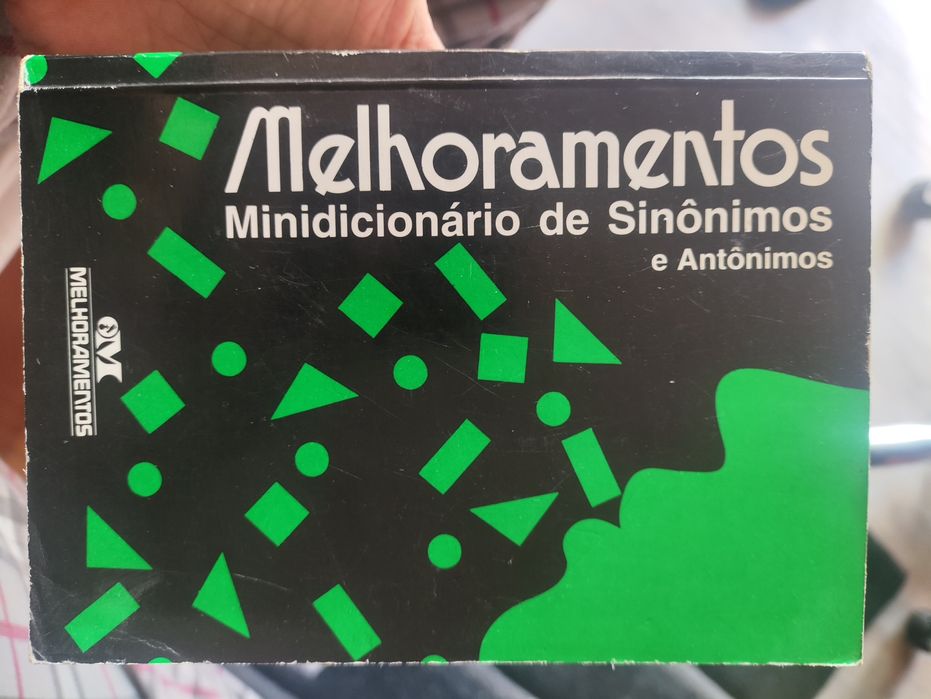 Melhoramentos
Minidicionário de Sinônimos
e Antônimos
M
MELHORAMENTOS